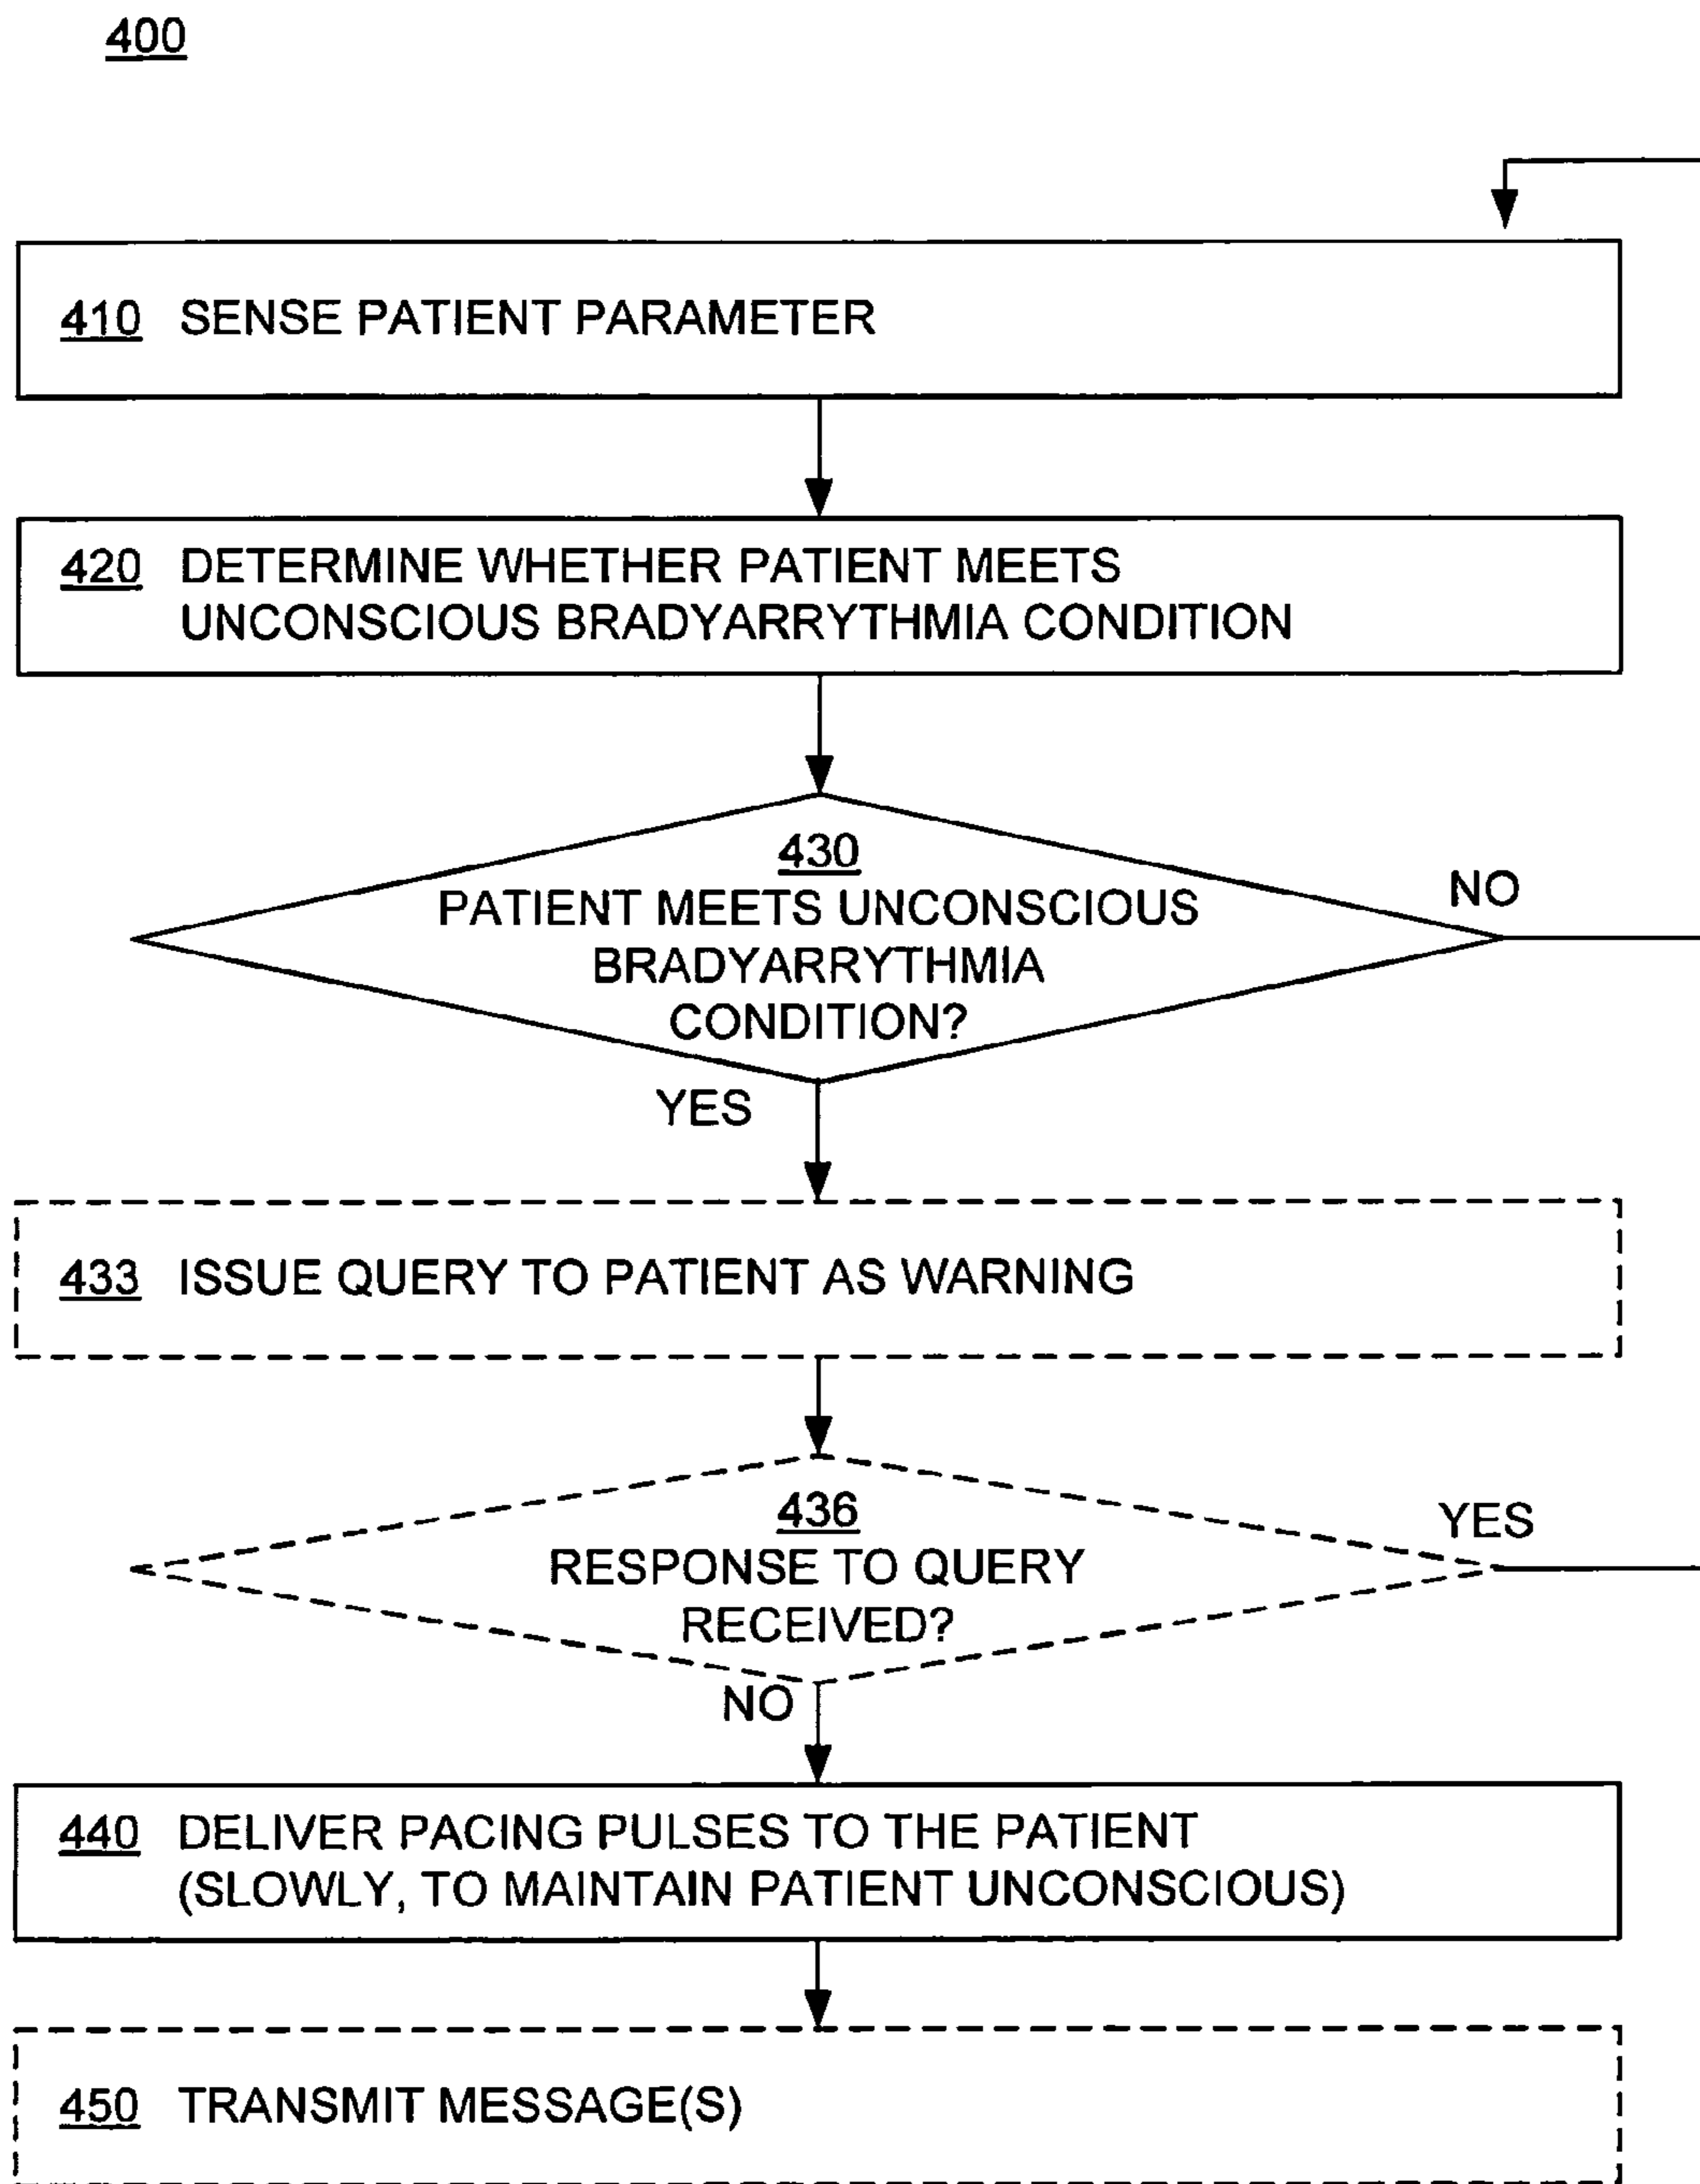 400
410 SENSE PATIENT PARAMETER
420 DETERMINE WHETHER PATIENT MEETS
UNCONSCIOUS BRADYARRYTHMIA CONDITION
430
PATIENT MEETS UNCONSCIOUS
BRADYARRYTHMIA
CONDITION?
NO
YES
433 ISSUE QUERY TO PATIENT AS WARNING
436
RESPONSE TO QUERY
RECEIVED?
YES
NO
440 DELIVER PACING PULSES TO THE PATIENT
(SLOWLY, TO MAINTAIN PATIENT UNCONSCIOUS)
450 TRANSMIT MESSAGE(S)